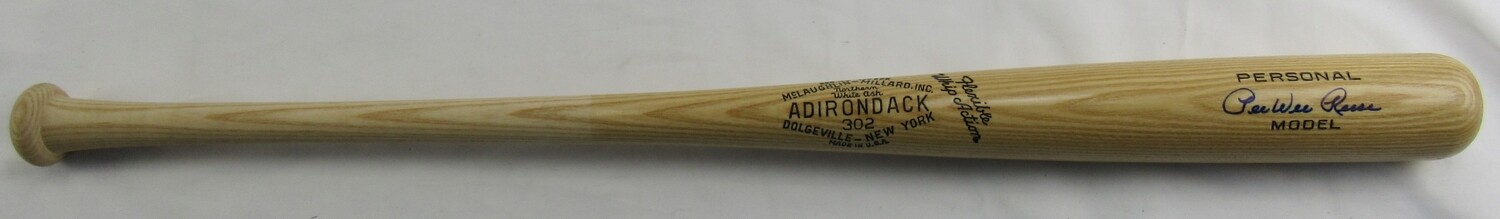 McLAUGHLIN-MILLARD, INC.
Northern
White Ash
ADIRONDACK
302
DOLGEVILLE-NEW YORK
MADE IN U.S.A.
Flexible
Whip Action
PERSONAL
Pee Wee Reese
MODEL